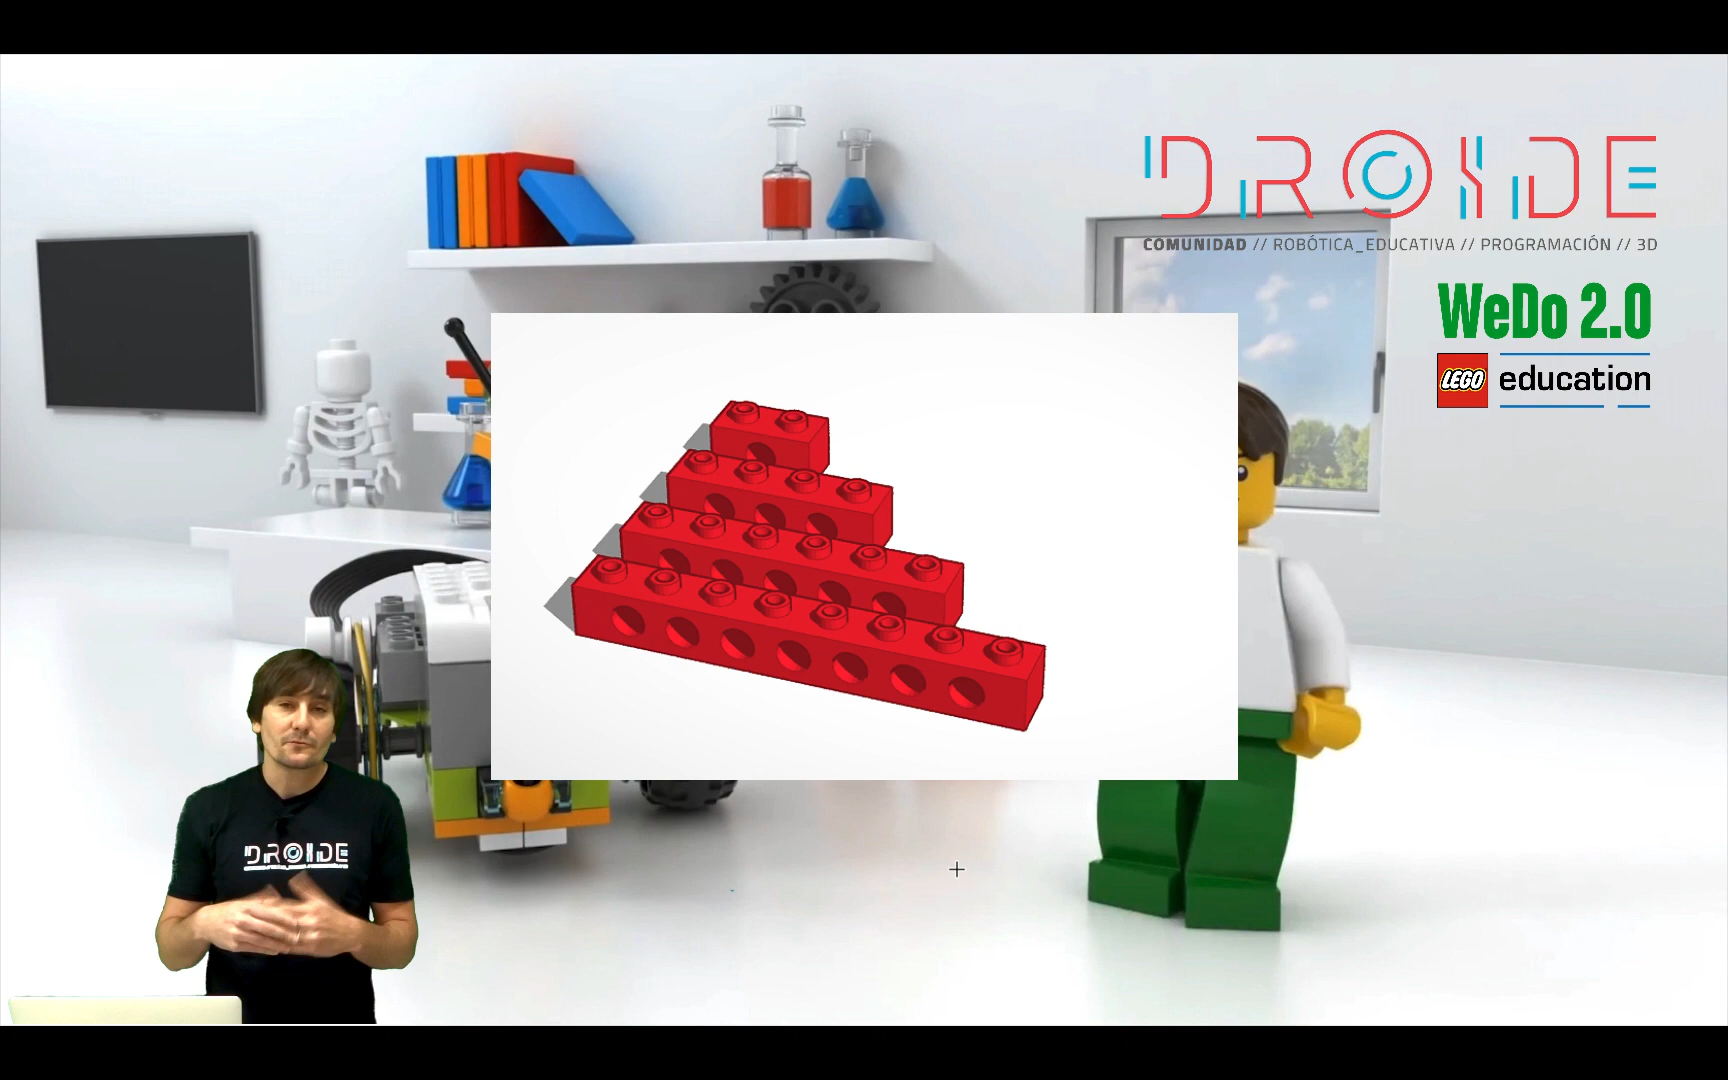 DROIDE
COMUNIDAD // ROBÓTICA_EDUCATIVA // PROGRAMACIÓN // 3D
WeDo 2.0
LEGO education
DROIDE